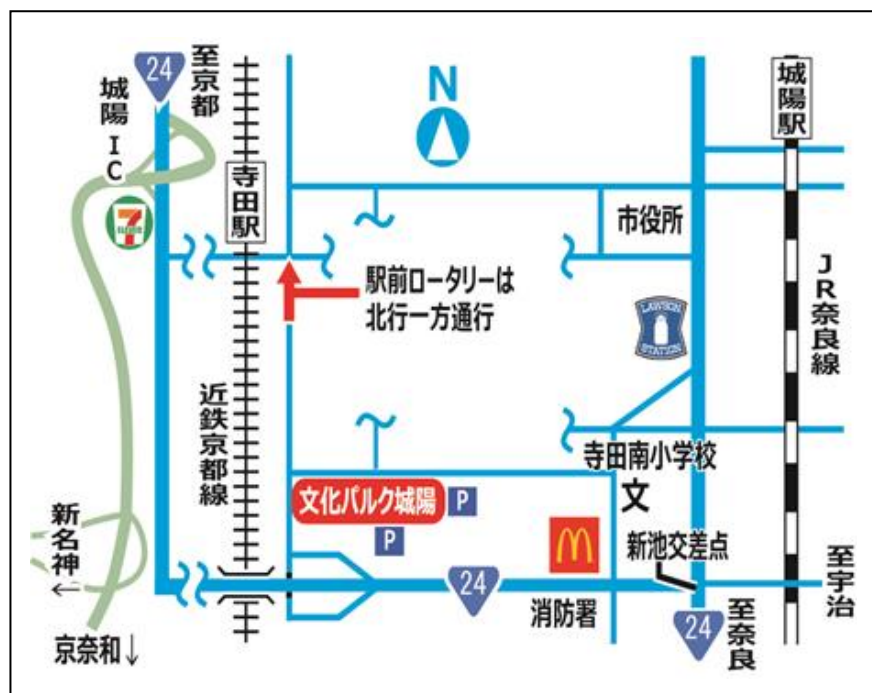 24
至京都
城陽IC
7
ELEVEN
寺田駅
N
城陽駅
市役所
駅前ロータリーは
北行一方通行
LAWSON
STATION
JR奈良線
近鉄京都線
寺田南小学校
文
文化パルク城陽
P
P
新池交差点
新名神
←
24
消防署
24
至奈良
至宇治
京奈和↓